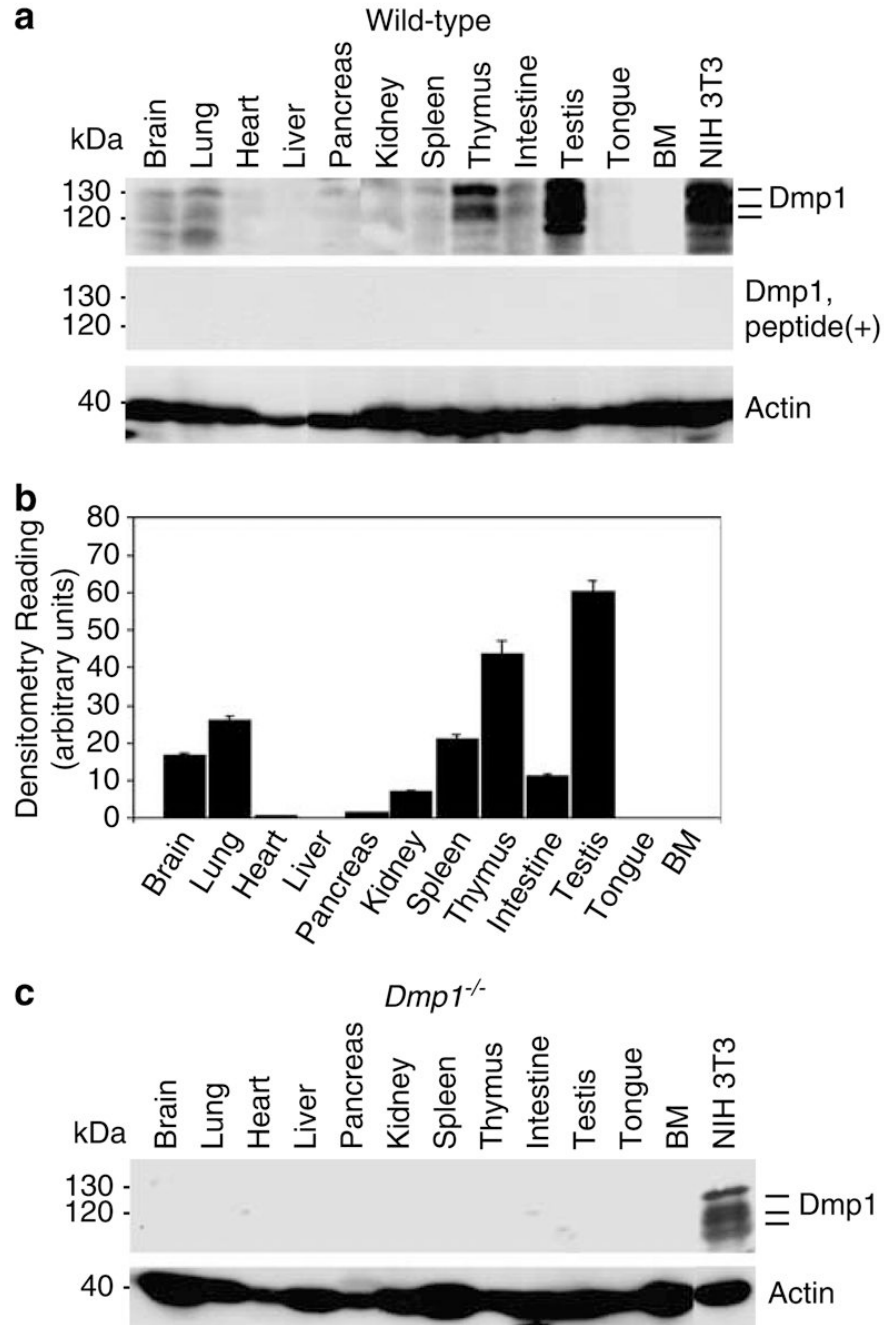 a
Wild-type
kDa
Brain
Lung
Heart
Liver
Pancreas
Kidney
Spleen
Thymus
Intestine
Testis
Tongue
BM
NIH 3T3
130
120
Dmp1
130
120
Dmp1,
peptide(+)
40
Actin
b
Densitometry Reading
(arbitrary units)
80
70
60
50
40
30
20
10
0
Brain
Lung
Heart
Liver
Pancreas
Kidney
Spleen
Thymus
Intestine
Testis
Tongue
BM
c
Dmp1-/-
kDa
Brain
Lung
Heart
Liver
Pancreas
Kidney
Spleen
Thymus
Intestine
Testis
Tongue
BM
NIH 3T3
130
120
Dmp1
40
Actin